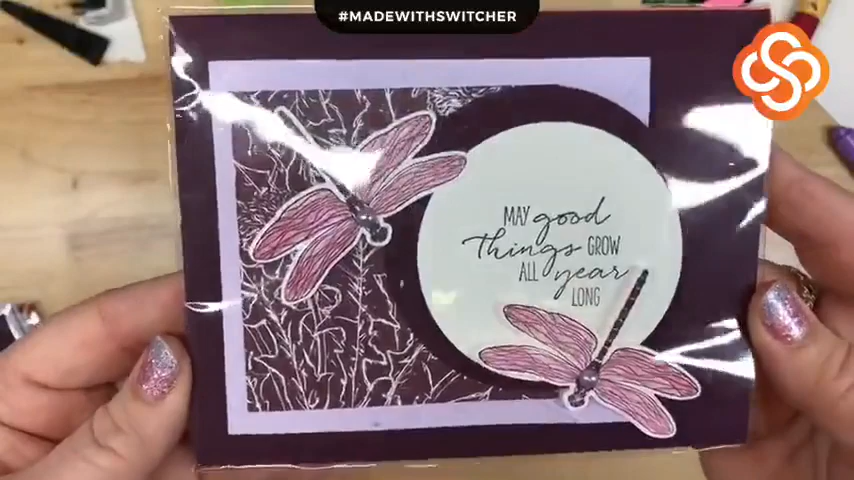 #MADEWITHSWITCHER
MAY good
Things GROW
ALL year
LONG